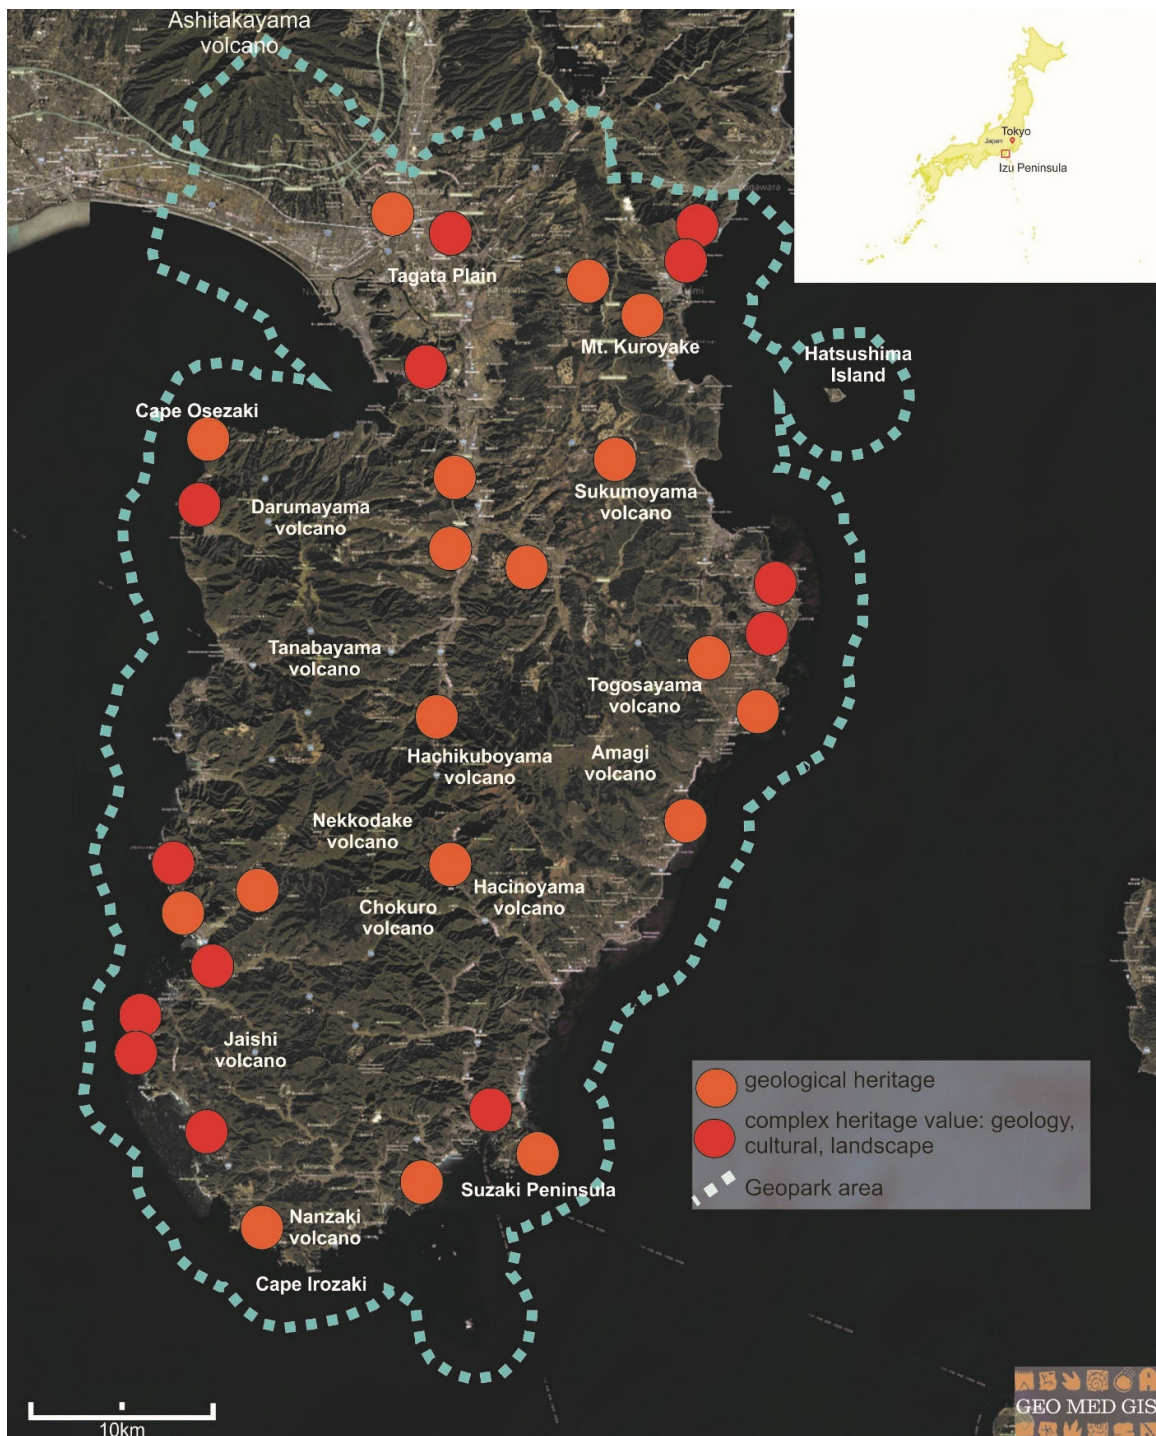 Ashitakayama
volcano
Tokyo
Japan
Izu Peninsula
Tagata Plain
Mt. Kuroyake
Hatsushima
Island
Cape Osezaki
Darumayama
volcano
Sukumoyama
volcano
Tanabayama
volcano
Togosayama
volcano
Hachikuboyama
volcano
Amagi
volcano
Nekkodake
volcano
Hacinoyama
volcano
Chokuro
volcano
Jaishi
volcano
geological heritage
complex heritage value: geology,
cultural, landscape
Geopark area
Suzaki Peninsula
Nanzaki
volcano
Cape Irozaki
10km
GEO MED GIS